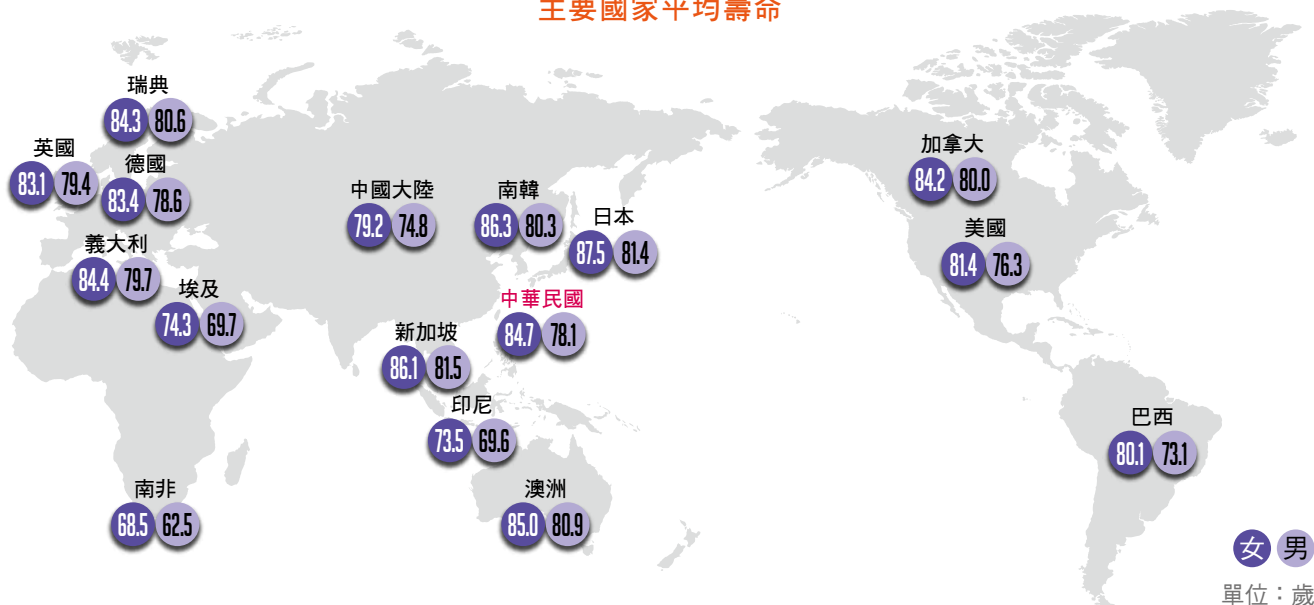 主要國家平均壽命
瑞典
84.3 80.6
英國
83.1 79.4
德國
83.4 78.6
義大利
84.4 79.7
埃及
74.3 69.7
南非
68.5 62.5
中國大陸
79.2 74.8
南韓
86.3 80.3
日本
87.5 81.4
中華民國
84.7 78.1
新加坡
86.1 81.5
印尼
73.5 69.6
澳洲
85.0 80.9
加拿大
84.2 80.0
美國
81.4 76.3
巴西
80.1 73.1
女 男
單位：歲